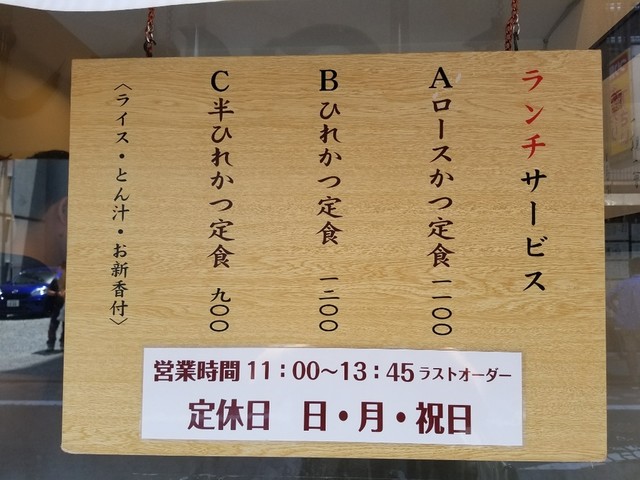 ランチサービス
A ロースかつ定食 一一〇〇
B ひれかつ定食 一二〇〇
C 半ひれかつ定食 九〇〇
〈ライス・とん汁・お新香付〉
営業時間 11:00〜13:45 ラストオーダー
定休日 日・月・祝日